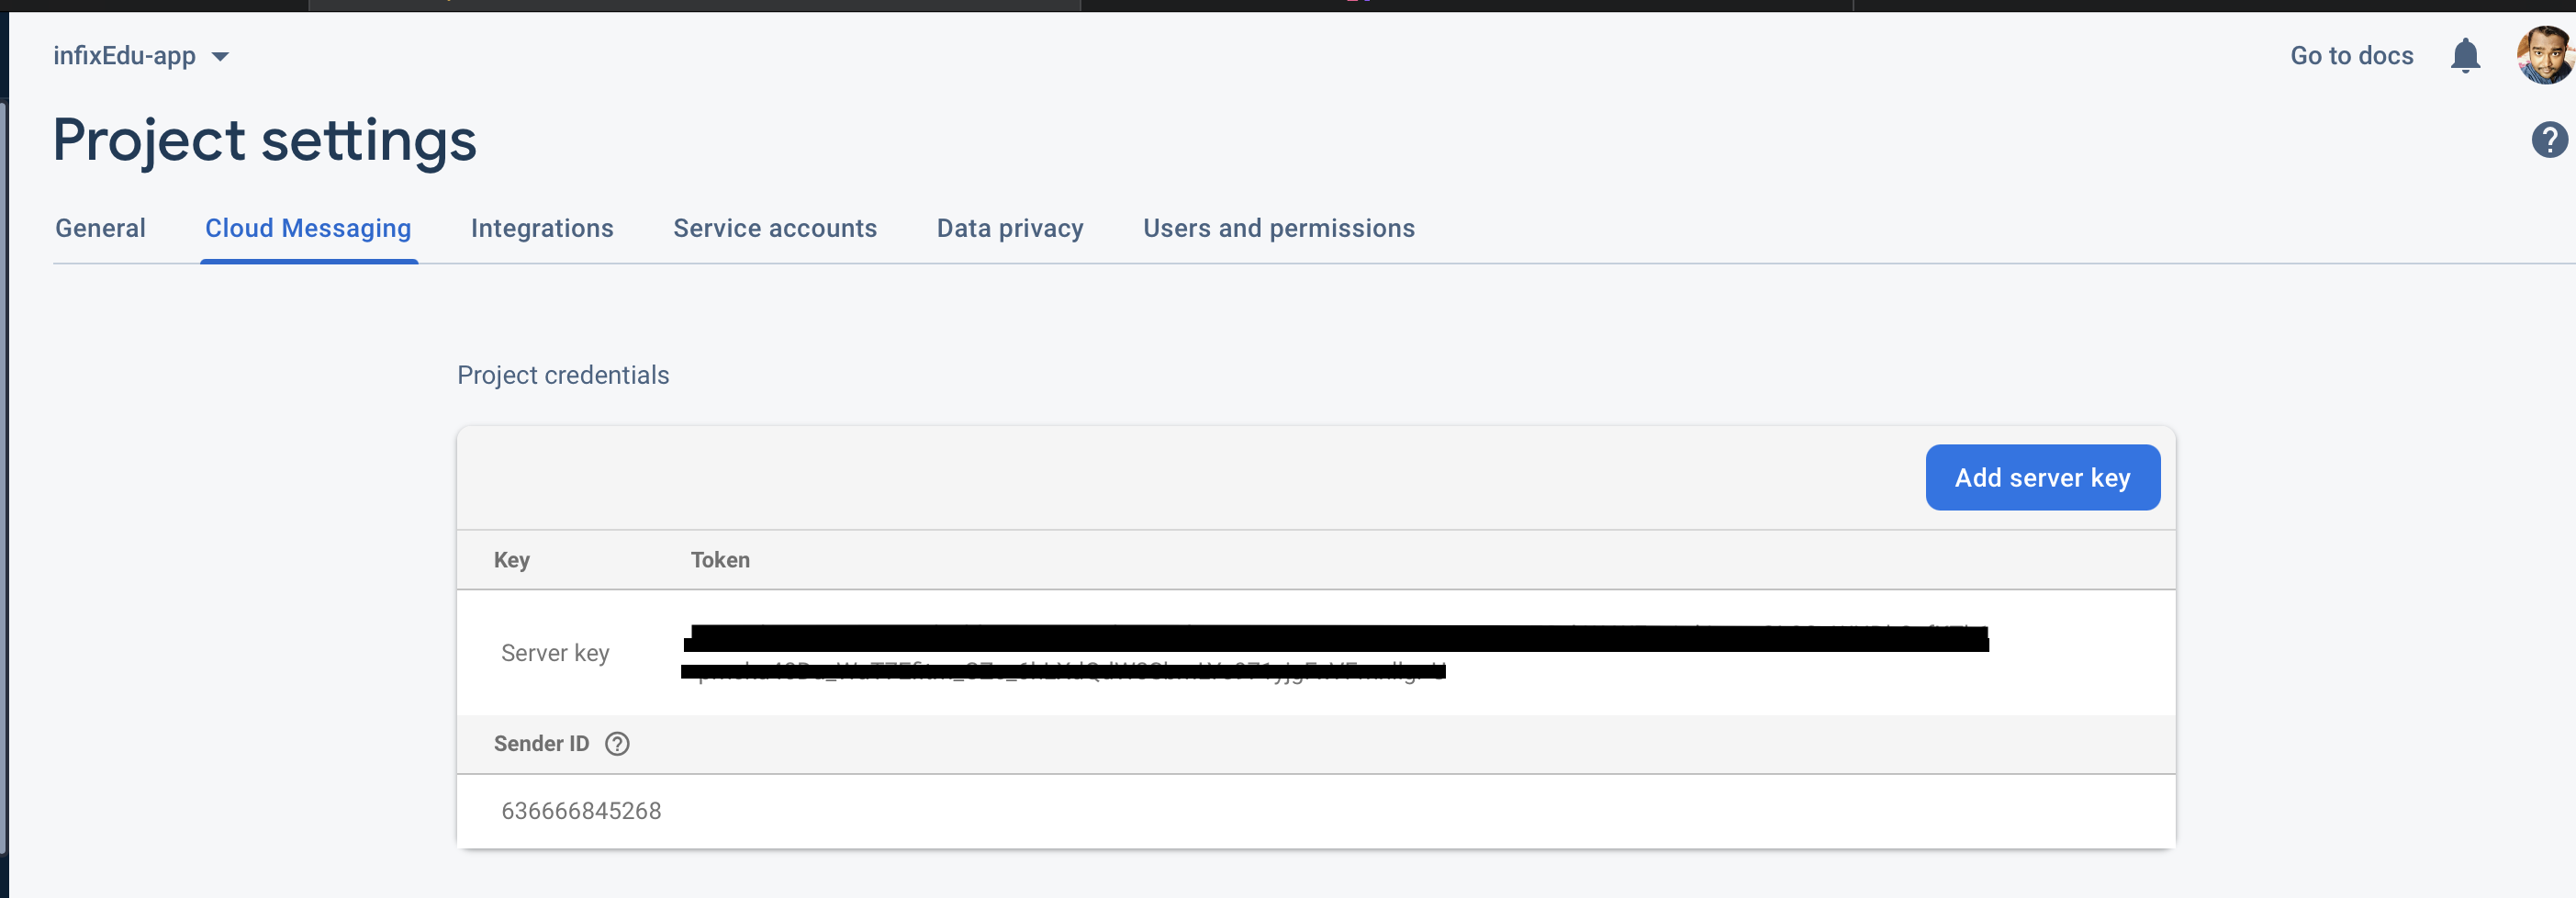 infixEdu-app
Go to docs
Project settings
General Cloud Messaging Integrations Service accounts Data privacy Users and permissions
Project credentials
Add server key
Key Token
Server key
Sender ID
636666845268